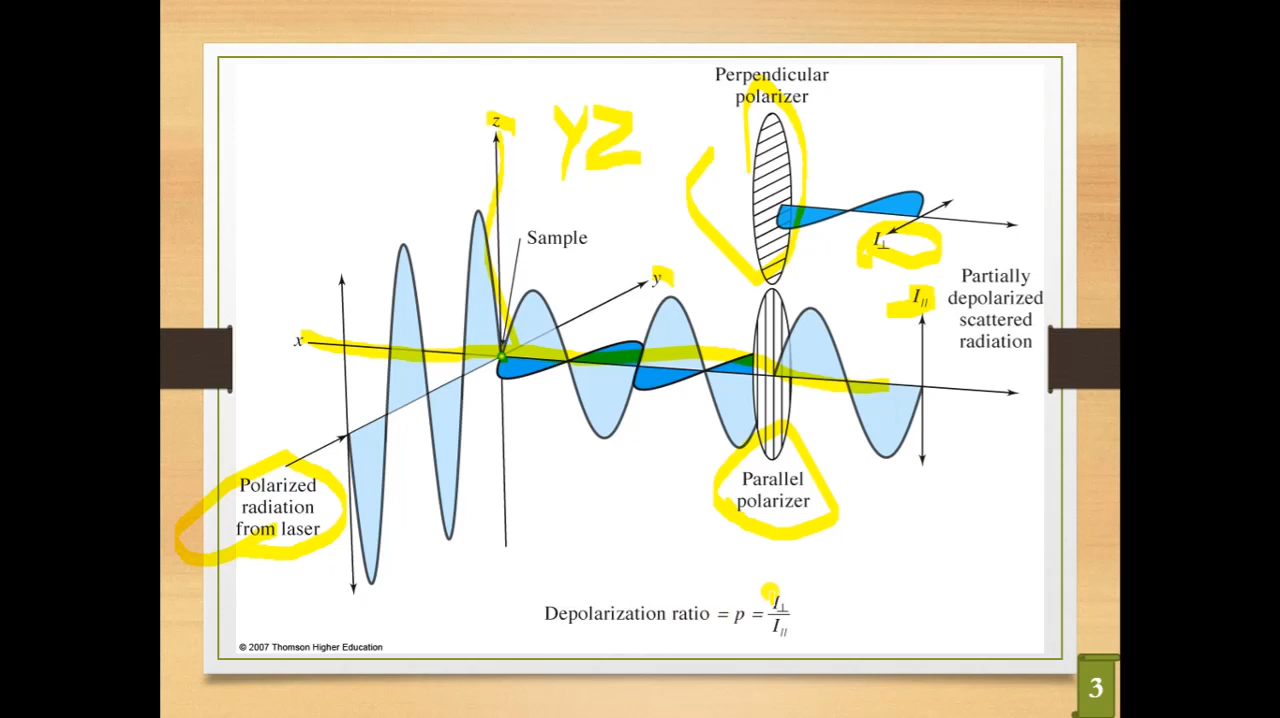 Perpendicular
polarizer
z
YZ
Sample
y
I⊥
I//
Partially
depolarized
scattered
radiation
x
Polarized
radiation
from laser
Parallel
polarizer
Depolarization ratio = p = I⊥ / I//
© 2007 Thomson Higher Education
3